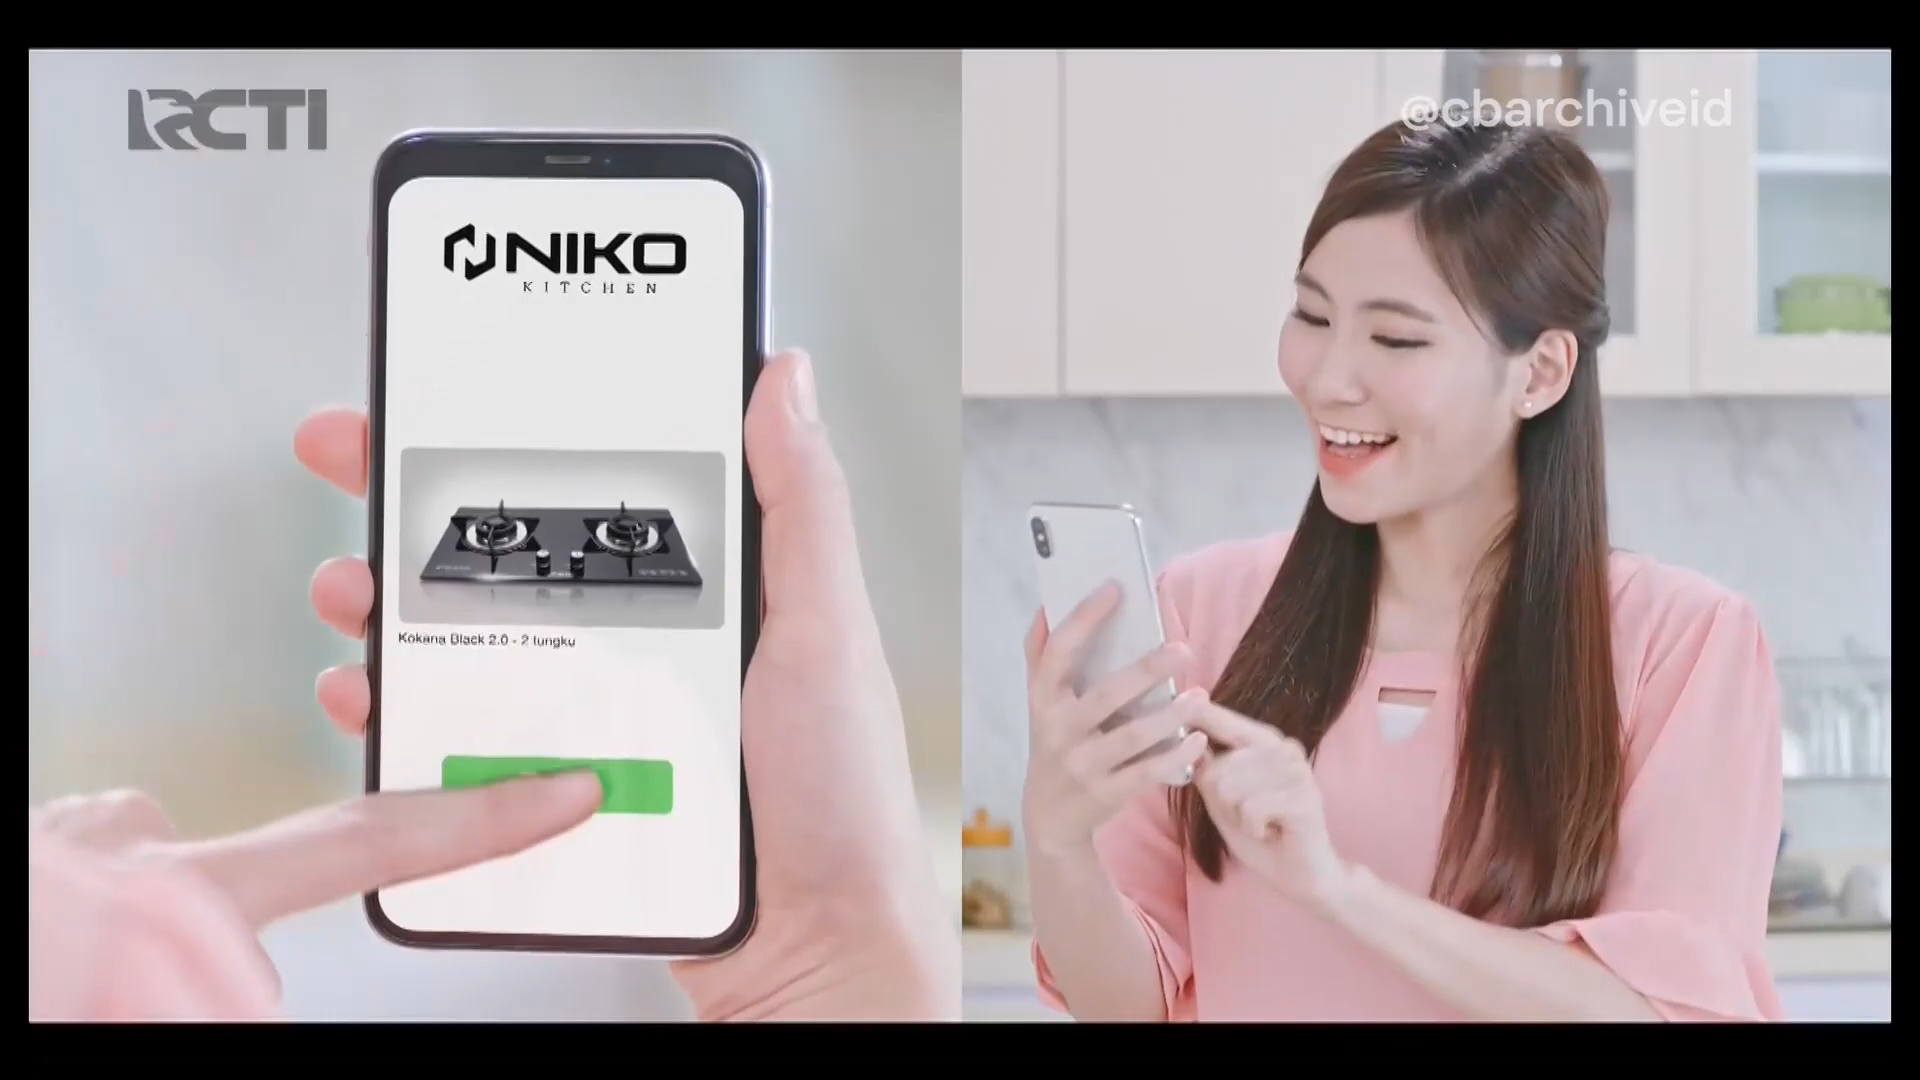 RCTI
@cbarchiveid
NIKO
KITCHEN
Kokana Black 2.0 - 2 tungku